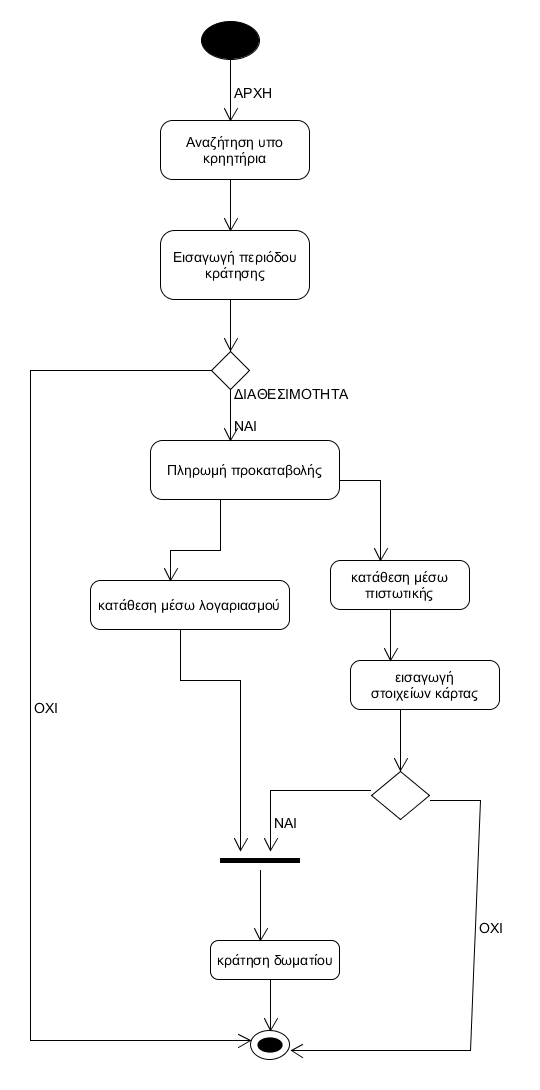 ΑΡΧΗ
Αναζήτηση υπο
κρηητήρια
Εισαγωγή περιόδου
κράτησης
ΔΙΑΘΕΣΙΜΟΤΗΤΑ
ΝΑΙ
Πληρωμή προκαταβολής
κατάθεση μέσω
πιστωτικής
κατάθεση μέσω λογαριασμού
εισαγωγή
στοιχείων κάρτας
ΟΧΙ
ΝΑΙ
ΟΧΙ
κράτηση δωματίου